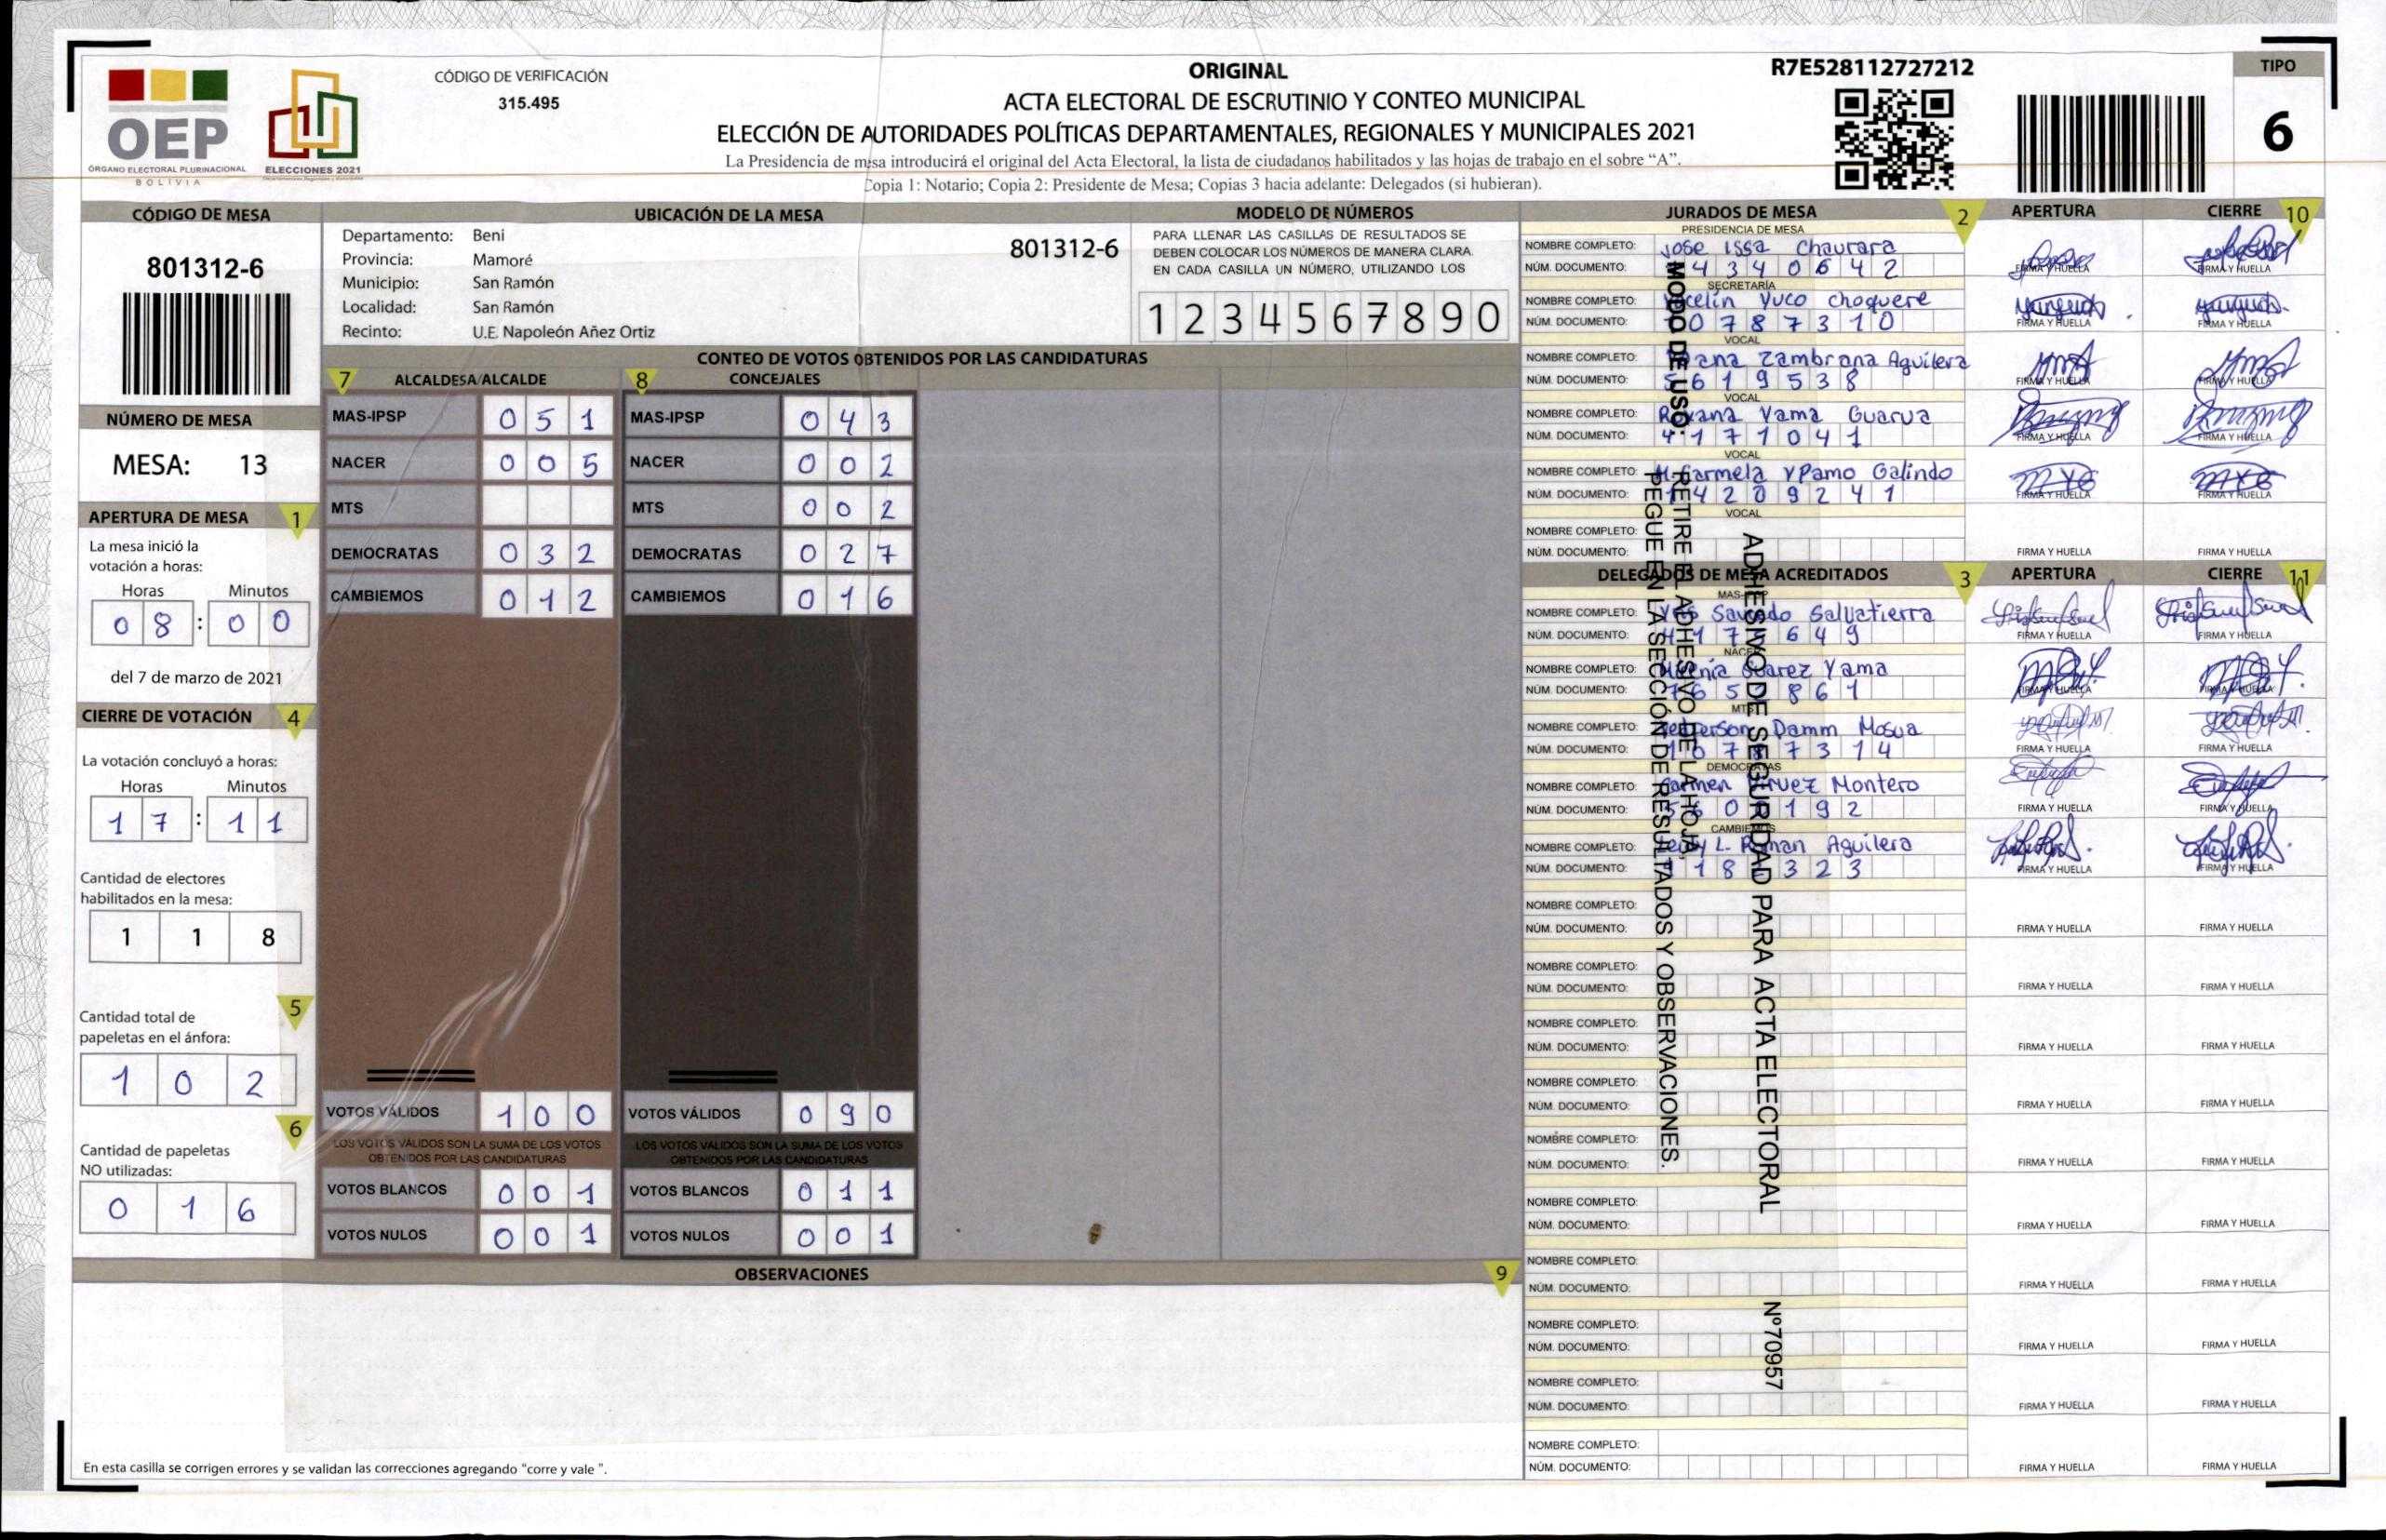 OEP
ÓRGANO ELECTORAL PLURINACIONAL
BOLIVIA
ELECCIONES 2021
CÓDIGO DE VERIFICACIÓN
315.495
ORIGINAL
ACTA ELECTORAL DE ESCRUTINIO Y CONTEO MUNICIPAL
ELECCIÓN DE AUTORIDADES POLÍTICAS DEPARTAMENTALES, REGIONALES Y MUNICIPALES 2021
La Presidencia de mesa introducirá el original del Acta Electoral, la lista de ciudadanos habilitados y las hojas de trabajo en el sobre “A”.
Copia 1: Notario; Copia 2: Presidente de Mesa; Copias 3 hacia adelante: Delegados (si hubieran).
R7E528112727212
TIPO
6
CÓDIGO DE MESA
801312-6
NÚMERO DE MESA
MESA: 13
APERTURA DE MESA 1
La mesa inició la
votación a horas:
Horas Minutos
0 8 : 0 0
del 7 de marzo de 2021
CIERRE DE VOTACIÓN 4
La votación concluyó a horas:
Horas Minutos
1 7 : 1 1
Cantidad de electores
habilitados en la mesa:
1 1 8
5
Cantidad total de
papeletas en el ánfora:
1 0 2
6
Cantidad de papeletas
NO utilizadas:
0 1 6
UBICACIÓN DE LA MESA
Departamento: Beni
801312-6
Provincia: Mamoré
Municipio: San Ramón
Localidad: San Ramón
Recinto: U.E. Napoleón Añez Ortiz
MODELO DE NÚMEROS
PARA LLENAR LAS CASILLAS DE RESULTADOS SE
DEBEN COLOCAR LOS NÚMEROS DE MANERA CLARA.
EN CADA CASILLA UN NÚMERO, UTILIZANDO LOS
1 2 3 4 5 6 7 8 9 0
CONTEO DE VOTOS OBTENIDOS POR LAS CANDIDATURAS
7 ALCALDESA/ALCALDE
MAS-IPSP 0 5 1
NACER 0 0 5
MTS
DEMOCRATAS 0 3 2
CAMBIEMOS 0 1 2
VOTOS VÁLIDOS 1 0 0
LOS VOTOS VÁLIDOS SON LA SUMA DE LOS VOTOS
OBTENIDOS POR LAS CANDIDATURAS
VOTOS BLANCOS 0 0 1
VOTOS NULOS 0 0 1
8 CONCEJALES
MAS-IPSP 0 4 3
NACER 0 0 2
MTS 0 0 2
DEMOCRATAS 0 2 7
CAMBIEMOS 0 1 6
VOTOS VÁLIDOS 0 9 0
LOS VOTOS VÁLIDOS SON LA SUMA DE LOS VOTOS
OBTENIDOS POR LAS CANDIDATURAS
VOTOS BLANCOS 0 1 1
VOTOS NULOS 0 0 1
OBSERVACIONES 9
En esta casilla se corrigen errores y se validan las correcciones agregando “corre y vale ”.
JURADOS DE MESA 2 APERTURA CIERRE 10
PRESIDENCIA DE MESA
NOMBRE COMPLETO: Jose Issa Chaurara
NÚM. DOCUMENTO: 4 3 4 0 6 4 2 FIRMA Y HUELLA FIRMA Y HUELLA
SECRETARÍA
NOMBRE COMPLETO: Yuco choquere
NÚM. DOCUMENTO: 0 7 8 7 3 1 0 FIRMA Y HUELLA FIRMA Y HUELLA
VOCAL
NOMBRE COMPLETO: Zambrana Aguilera
NÚM. DOCUMENTO: 5 6 1 9 5 3 8 FIRMA Y HUELLA FIRMA Y HUELLA
VOCAL
NOMBRE COMPLETO: Roxana Yama Guarua
NÚM. DOCUMENTO: 4 1 7 1 0 4 1 FIRMA Y HUELLA FIRMA Y HUELLA
VOCAL
NOMBRE COMPLETO: M. Carmela YPamo Galindo
NÚM. DOCUMENTO: 4 2 0 9 2 4 1 FIRMA Y HUELLA FIRMA Y HUELLA
VOCAL
NOMBRE COMPLETO:
NÚM. DOCUMENTO: FIRMA Y HUELLA FIRMA Y HUELLA
DELEGADOS DE MESA ACREDITADOS 3 APERTURA CIERRE 11
NOMBRE COMPLETO: Saucedo Salvatierra
NÚM. DOCUMENTO: 6 4 9 FIRMA Y HUELLA FIRMA Y HUELLA
NACER
NOMBRE COMPLETO: Suarez Yama
NÚM. DOCUMENTO: 8 6 1 FIRMA Y HUELLA FIRMA Y HUELLA
MTS
NOMBRE COMPLETO: Damm Mosua
NÚM. DOCUMENTO: 7 3 1 4 FIRMA Y HUELLA FIRMA Y HUELLA
DEMOCRATAS
NOMBRE COMPLETO: Carmen Montero
NÚM. DOCUMENTO: 1 9 2 FIRMA Y HUELLA FIRMA Y HUELLA
CAMBIEMOS
NOMBRE COMPLETO: L. Roman Aguilera
NÚM. DOCUMENTO: 3 2 3 FIRMA Y HUELLA FIRMA Y HUELLA
NOMBRE COMPLETO:
NÚM. DOCUMENTO: FIRMA Y HUELLA FIRMA Y HUELLA
NOMBRE COMPLETO:
NÚM. DOCUMENTO: FIRMA Y HUELLA FIRMA Y HUELLA
NOMBRE COMPLETO:
NÚM. DOCUMENTO: FIRMA Y HUELLA FIRMA Y HUELLA
NOMBRE COMPLETO:
NÚM. DOCUMENTO: FIRMA Y HUELLA FIRMA Y HUELLA
NOMBRE COMPLETO:
NÚM. DOCUMENTO: FIRMA Y HUELLA FIRMA Y HUELLA
NOMBRE COMPLETO:
NÚM. DOCUMENTO: FIRMA Y HUELLA FIRMA Y HUELLA
NOMBRE COMPLETO:
NÚM. DOCUMENTO: FIRMA Y HUELLA FIRMA Y HUELLA
NOMBRE COMPLETO:
NÚM. DOCUMENTO: FIRMA Y HUELLA FIRMA Y HUELLA
NOMBRE COMPLETO:
NÚM. DOCUMENTO: FIRMA Y HUELLA FIRMA Y HUELLA
NOMBRE COMPLETO:
NÚM. DOCUMENTO: FIRMA Y HUELLA FIRMA Y HUELLA
ADHESIVO DE SEGURIDAD PARA ACTA ELECTORAL Nº70957
MODO DE USO:
RETIRE EL ADHESIVO DE LA HOJA,
PEGUE EN LA SECCIÓN DE RESULTADOS Y OBSERVACIONES.